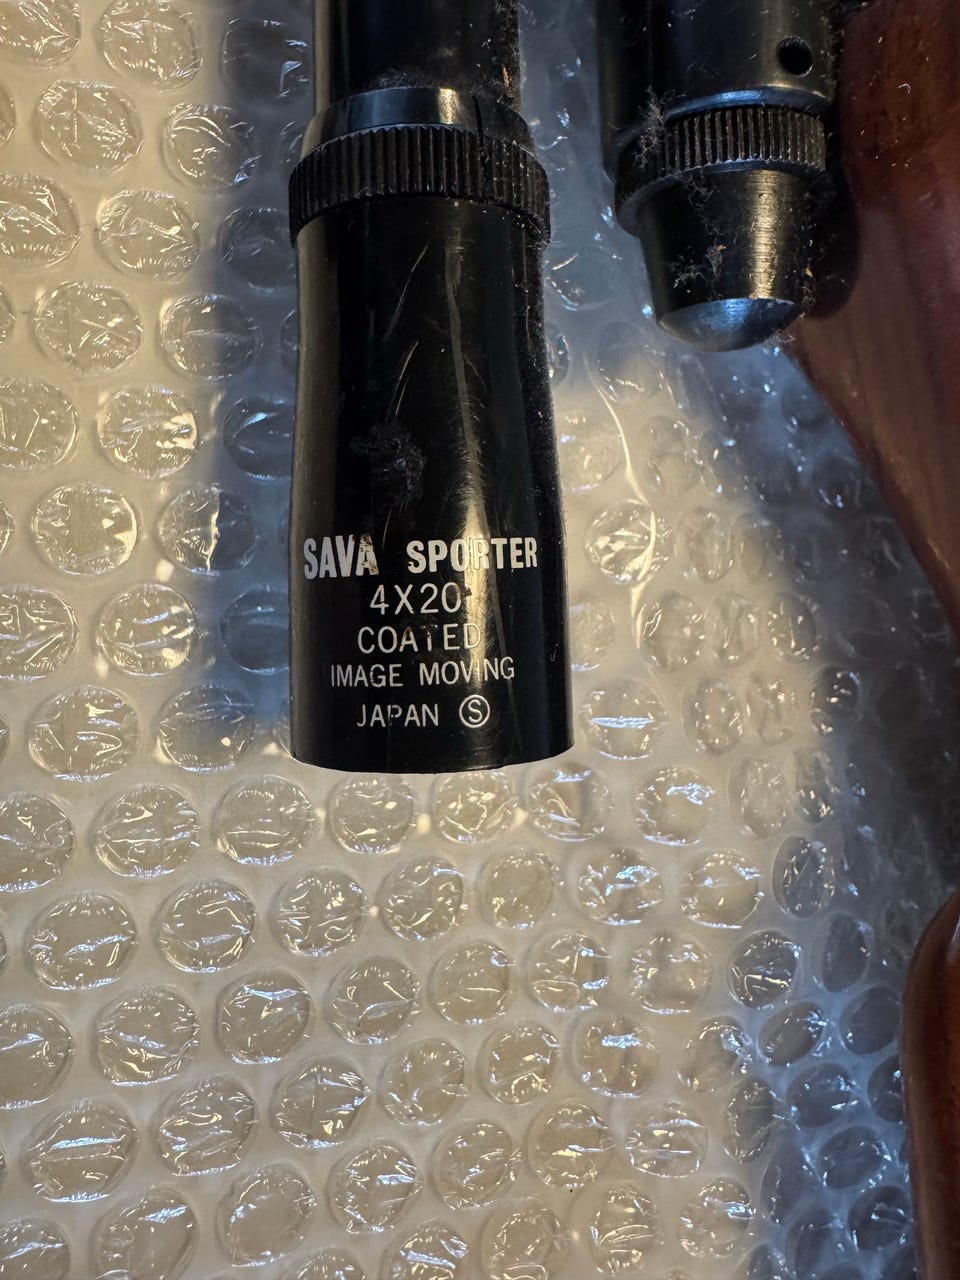 SAVA SPORTER
4X20
COATED
IMAGE MOVING
JAPAN Ⓢ